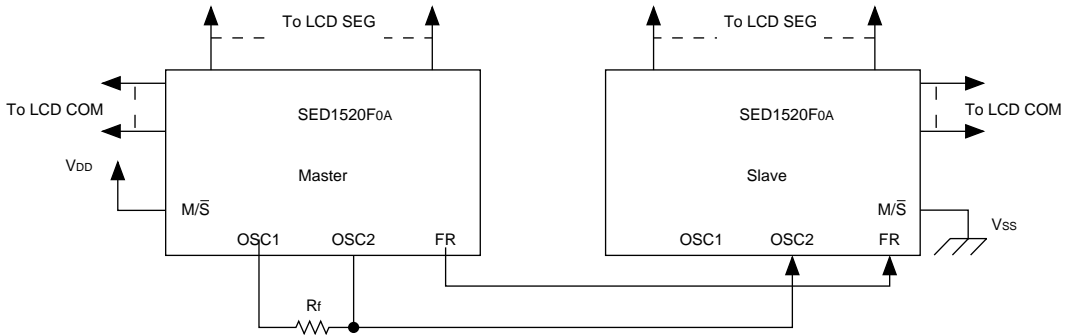 To LCD SEG
To LCD SEG
To LCD COM
SED1520F0A
SED1520F0A
To LCD COM
VDD
Master
Slave
M/S̅
M/S̅
VSS
OSC1 OSC2 FR
OSC1 OSC2 FR
Rf